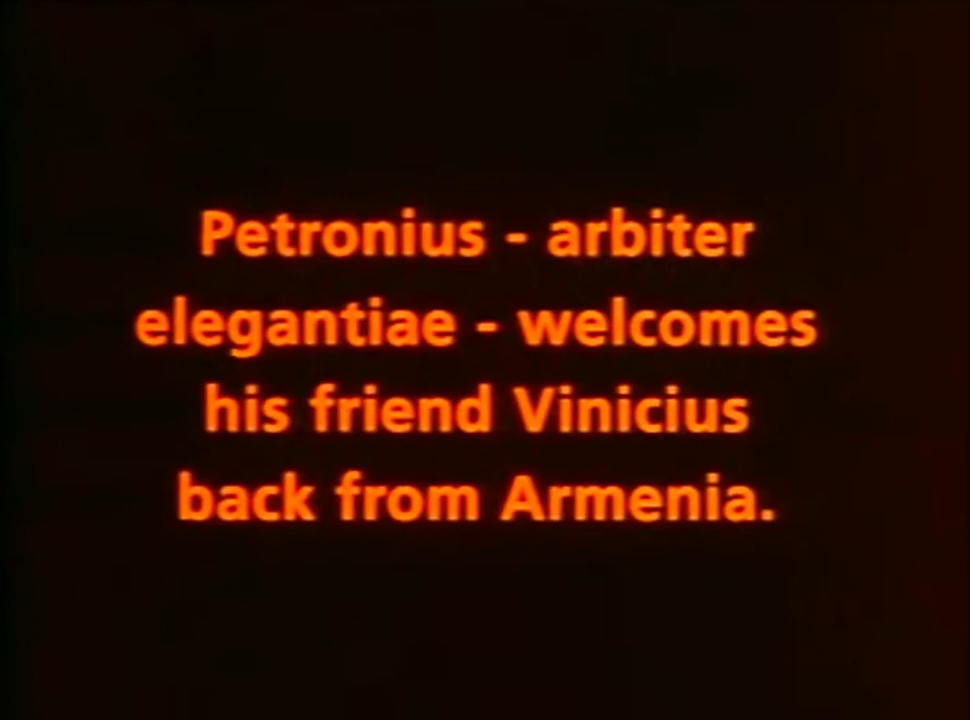 Petronius - arbiter
elegantiae - welcomes
his friend Vinicius
back from Armenia.